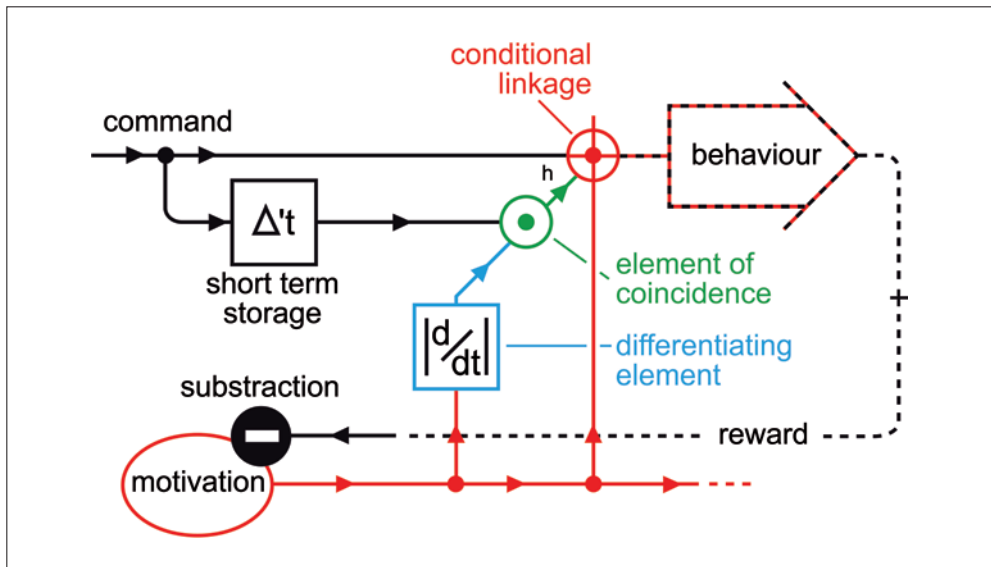 conditional
linkage
command
behaviour
h
Δ't
short term
storage
element of
coincidence
|d/dt|
differentiating
element
substraction
reward
motivation